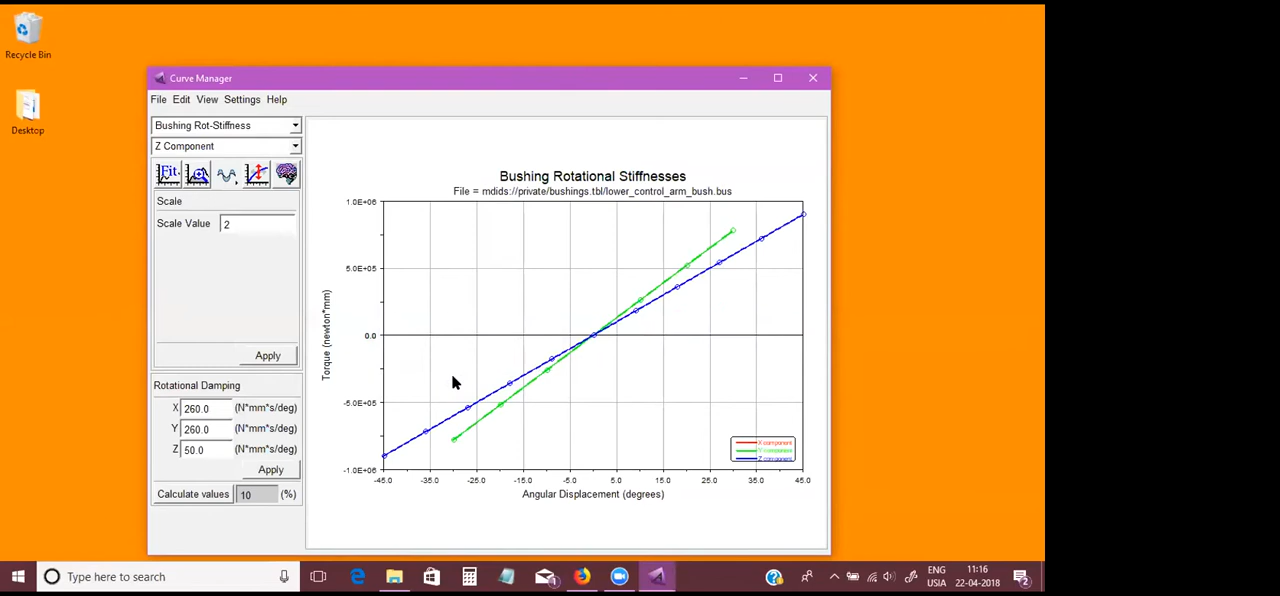 Recycle Bin
Desktop
Curve Manager
File Edit View Settings Help
Bushing Rot-Stiffness
Z Component
Fit
Scale
Scale Value 2
Apply
Rotational Damping
X 260.0 (N*mm*s/deg)
Y 260.0 (N*mm*s/deg)
Z 50.0 (N*mm*s/deg)
Apply
Calculate values 10 (%)
Bushing Rotational Stiffnesses
File = mdids://private/bushings.tbl/lower_control_arm_bush.bus
1.0E+06
5.0E+05
0.0
-5.0E+05
-1.0E+06
Torque (newton*mm)
-45.0 -35.0 -25.0 -15.0 -5.0 5.0 15.0 25.0 35.0 45.0
Angular Displacement (degrees)
X component
Y component
Z component
Type here to search
ENG
USIA
11:16
22-04-2018
2